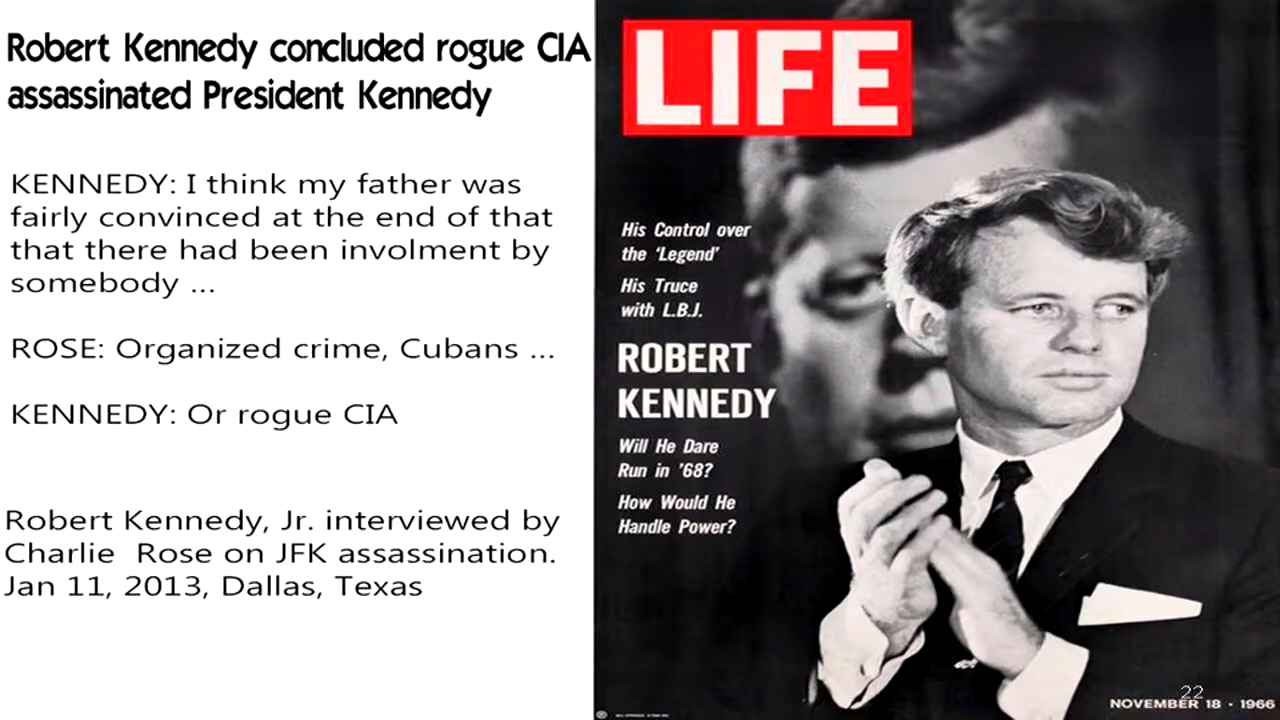 Robert Kennedy concluded rogue CIA
assassinated President Kennedy
KENNEDY: I think my father was
fairly convinced at the end of that
that there had been involment by
somebody ...
ROSE: Organized crime, Cubans ...
KENNEDY: Or rogue CIA
Robert Kennedy, Jr. interviewed by
Charlie Rose on JFK assassination.
Jan 11, 2013, Dallas, Texas
LIFE
His Control over
the 'Legend'
His Truce
with L.B.J.
ROBERT
KENNEDY
Will He Dare
Run in '68?
How Would He
Handle Power?
22
NOVEMBER 18 · 1966